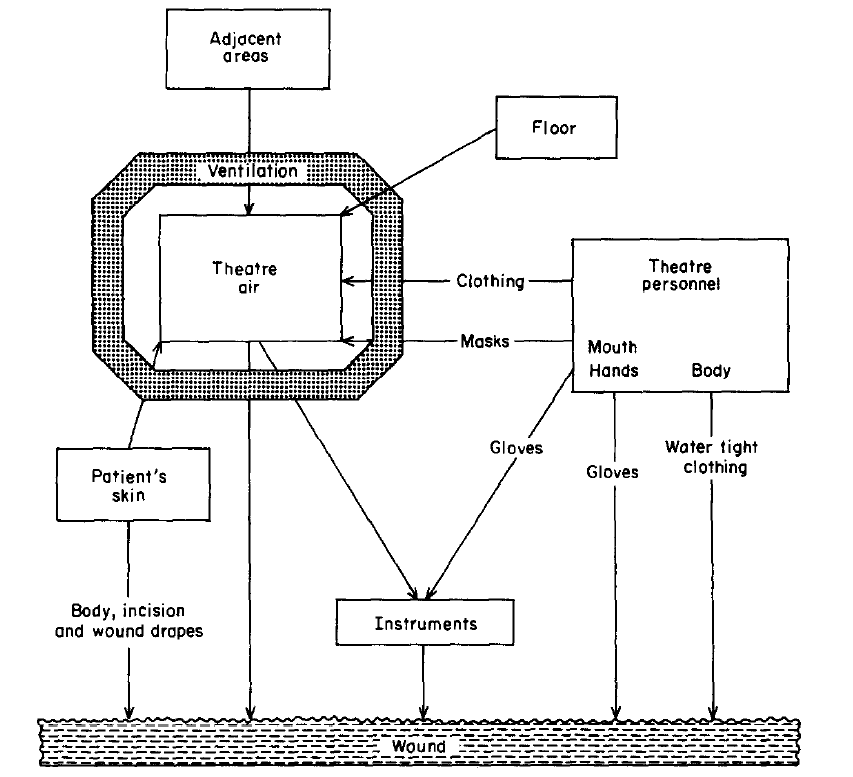 Adjacent
areas
Floor
Ventilation
Theatre
air
Clothing
Theatre
personnel
Masks
Mouth
Hands
Body
Gloves
Water tight
clothing
Gloves
Patient's
skin
Body, incision
and wound drapes
Instruments
Wound